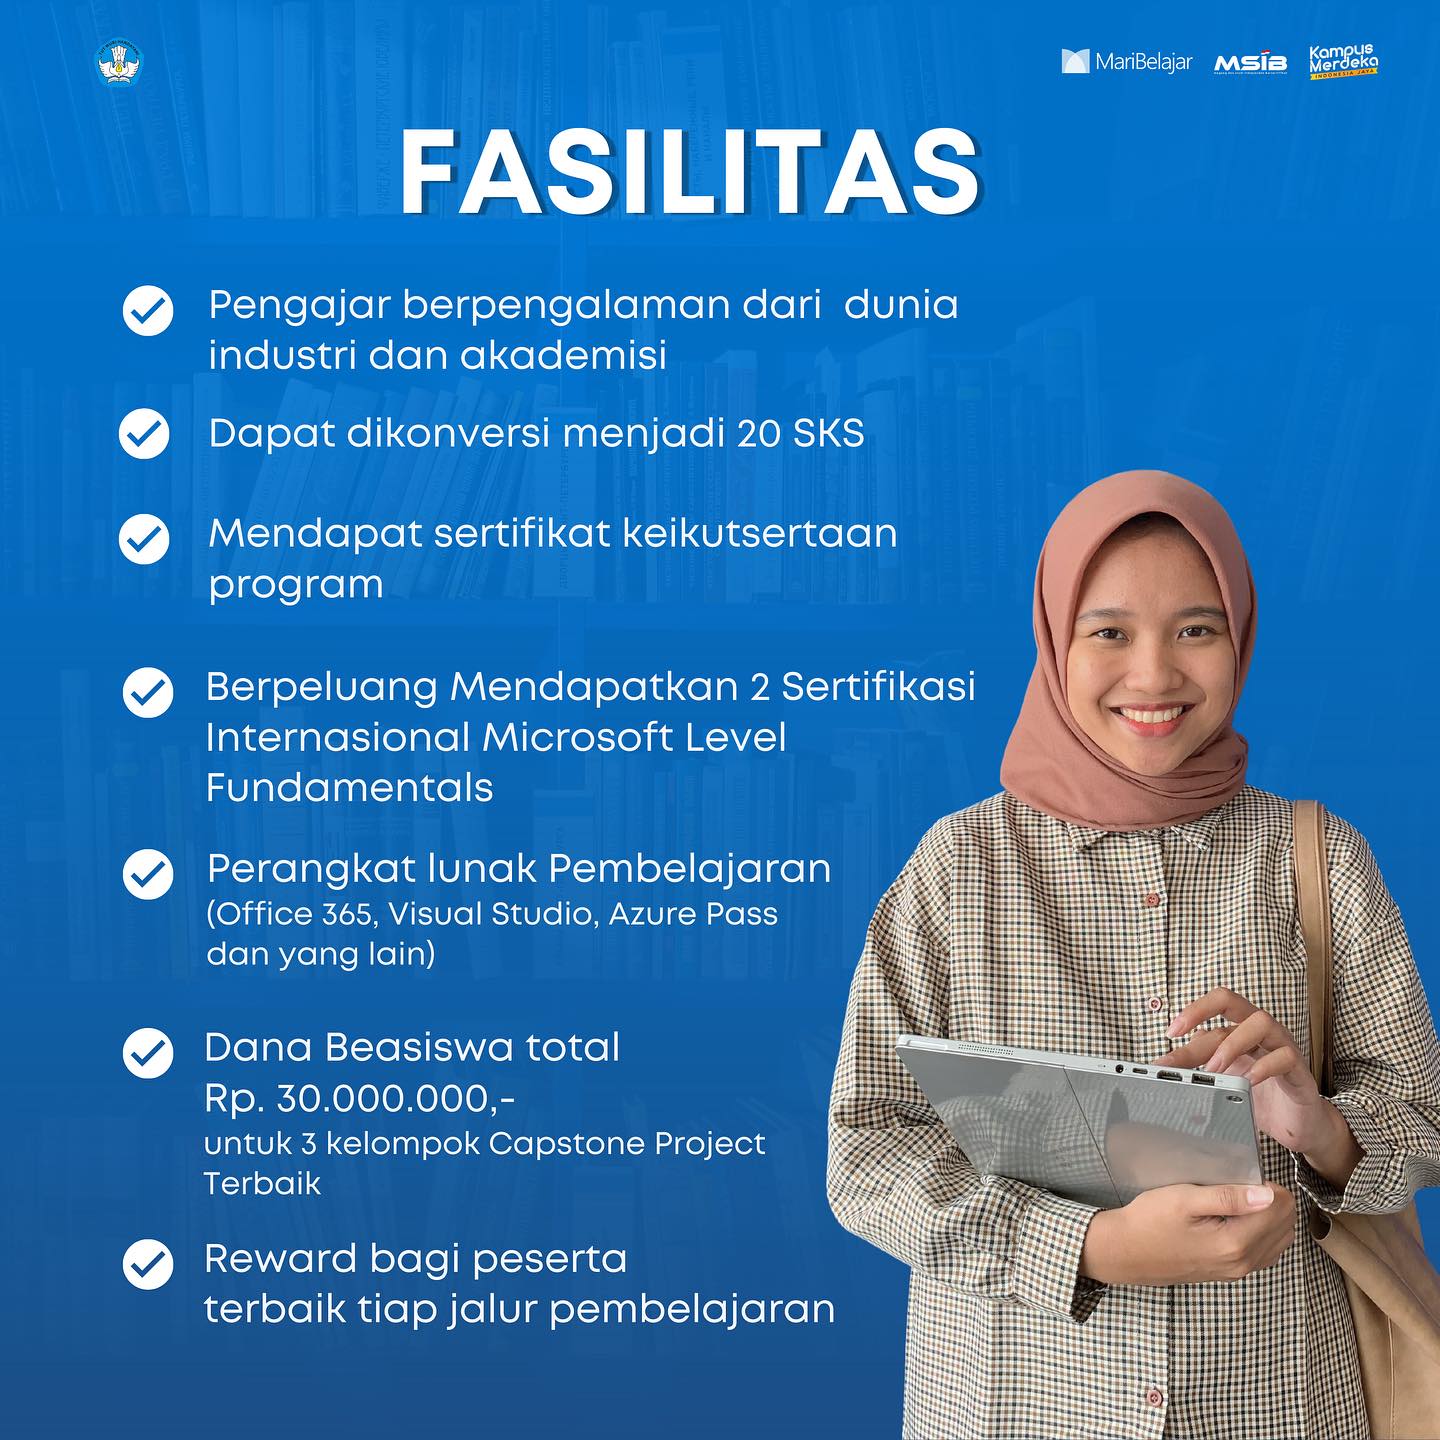 TUT WURI HANDAYANI
MariBelajar
MSIB
Kampus
Merdeka
INDONESIA JAYA
FASILITAS
Pengajar berpengalaman dari dunia
industri dan akademisi
Dapat dikonversi menjadi 20 SKS
Mendapat sertifikat keikutsertaan
program
Berpeluang Mendapatkan 2 Sertifikasi
Internasional Microsoft Level
Fundamentals
Perangkat lunak Pembelajaran
(Office 365, Visual Studio, Azure Pass
dan yang lain)
Dana Beasiswa total
Rp. 30.000.000,-
untuk 3 kelompok Capstone Project
Terbaik
Reward bagi peserta
terbaik tiap jalur pembelajaran